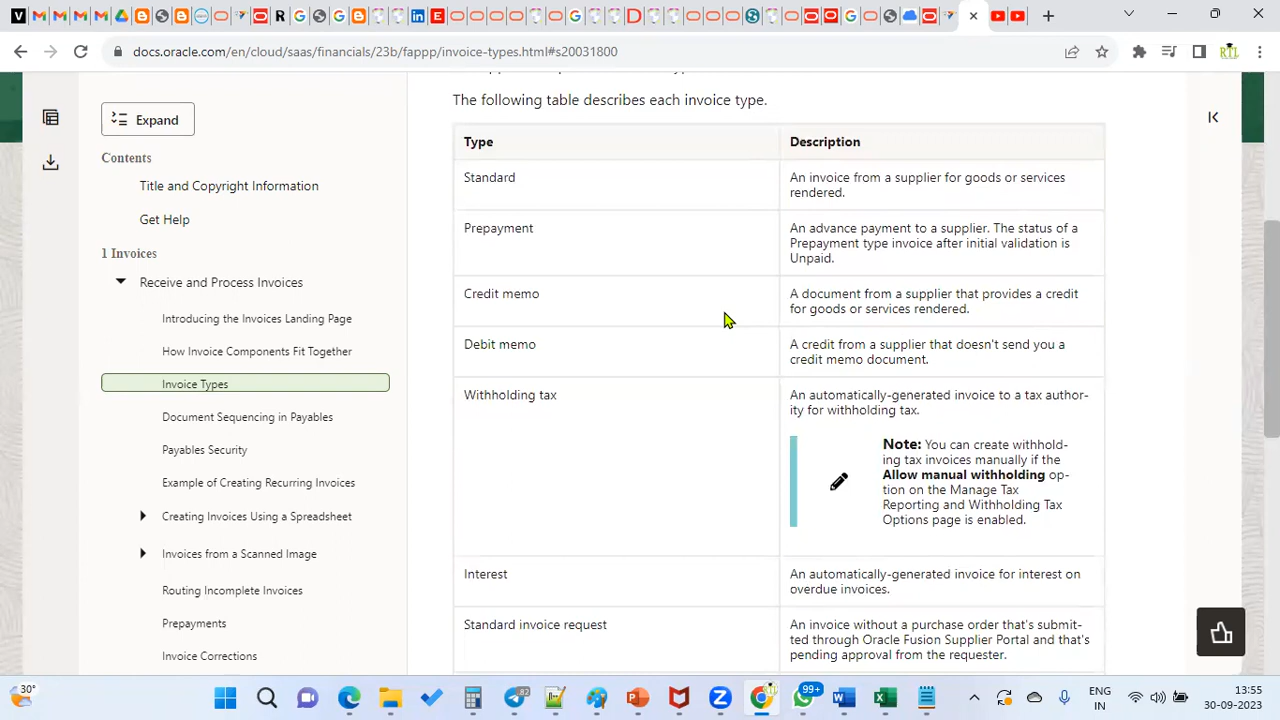 docs.oracle.com/en/cloud/saas/financials/23b/fappp/invoice-types.html#s20031800
RTL
Expand
Contents
Title and Copyright Information
Get Help
1 Invoices
Receive and Process Invoices
Introducing the Invoices Landing Page
How Invoice Components Fit Together
Invoice Types
Document Sequencing in Payables
Payables Security
Example of Creating Recurring Invoices
Creating Invoices Using a Spreadsheet
Invoices from a Scanned Image
Routing Incomplete Invoices
Prepayments
Invoice Corrections
The following table describes each invoice type.
Type
Description
Standard
An invoice from a supplier for goods or services
rendered.
Prepayment
An advance payment to a supplier. The status of a
Prepayment type invoice after initial validation is
Unpaid.
Credit memo
A document from a supplier that provides a credit
for goods or services rendered.
Debit memo
A credit from a supplier that doesn't send you a
credit memo document.
Withholding tax
An automatically-generated invoice to a tax author-
ity for withholding tax.
Note: You can create withhold-
ing tax invoices manually if the
Allow manual withholding op-
tion on the Manage Tax
Reporting and Withholding Tax
Options page is enabled.
Interest
An automatically-generated invoice for interest on
overdue invoices.
Standard invoice request
An invoice without a purchase order that's submit-
ted through Oracle Fusion Supplier Portal and that's
pending approval from the requester.
30°
82
99+
ENG
IN
13:55
30-09-2023